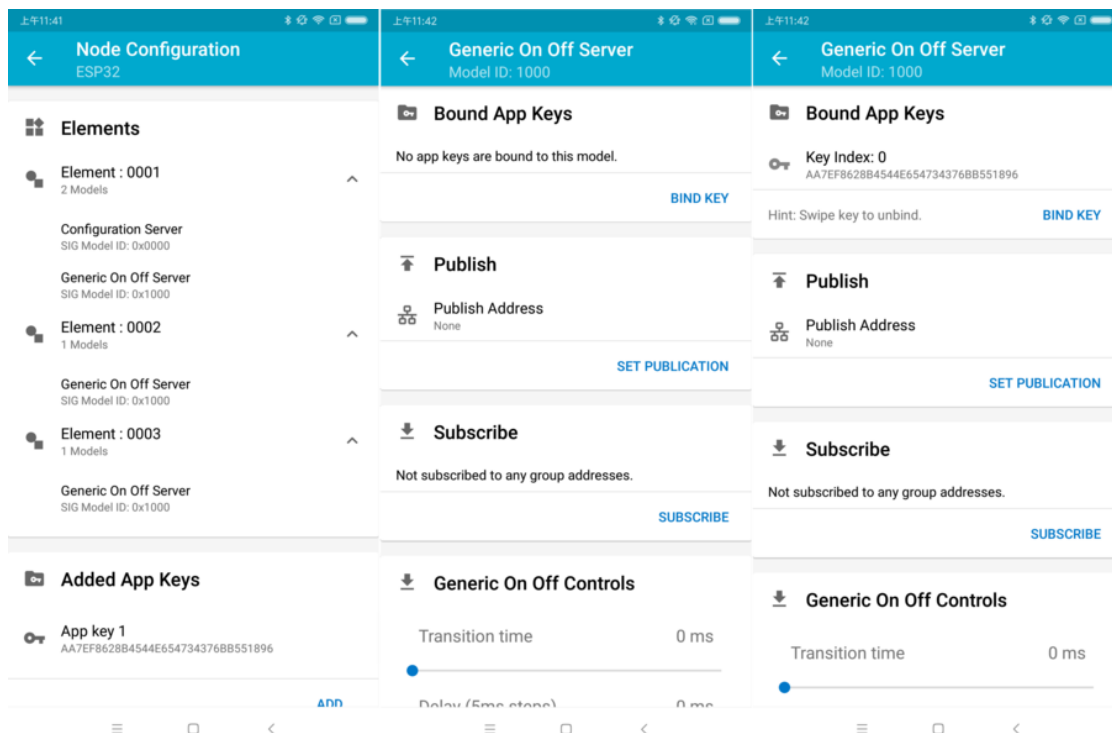 上午11:41
Node Configuration
ESP32
Elements
Element : 0001
2 Models
Configuration Server
SIG Model ID: 0x0000
Generic On Off Server
SIG Model ID: 0x1000
Element : 0002
1 Models
Generic On Off Server
SIG Model ID: 0x1000
Element : 0003
1 Models
Generic On Off Server
SIG Model ID: 0x1000
Added App Keys
App key 1
AA7EF8628B4544E654734376BB551896
ADD
上午11:42
Generic On Off Server
Model ID: 1000
Bound App Keys
No app keys are bound to this model.
BIND KEY
Publish
Publish Address
None
SET PUBLICATION
Subscribe
Not subscribed to any group addresses.
SUBSCRIBE
Generic On Off Controls
Transition time 0 ms
Delay (5ms steps) 0 ms
上午11:42
Generic On Off Server
Model ID: 1000
Bound App Keys
Key Index: 0
AA7EF8628B4544E654734376BB551896
Hint: Swipe key to unbind. BIND KEY
Publish
Publish Address
None
SET PUBLICATION
Subscribe
Not subscribed to any group addresses.
SUBSCRIBE
Generic On Off Controls
Transition time 0 ms